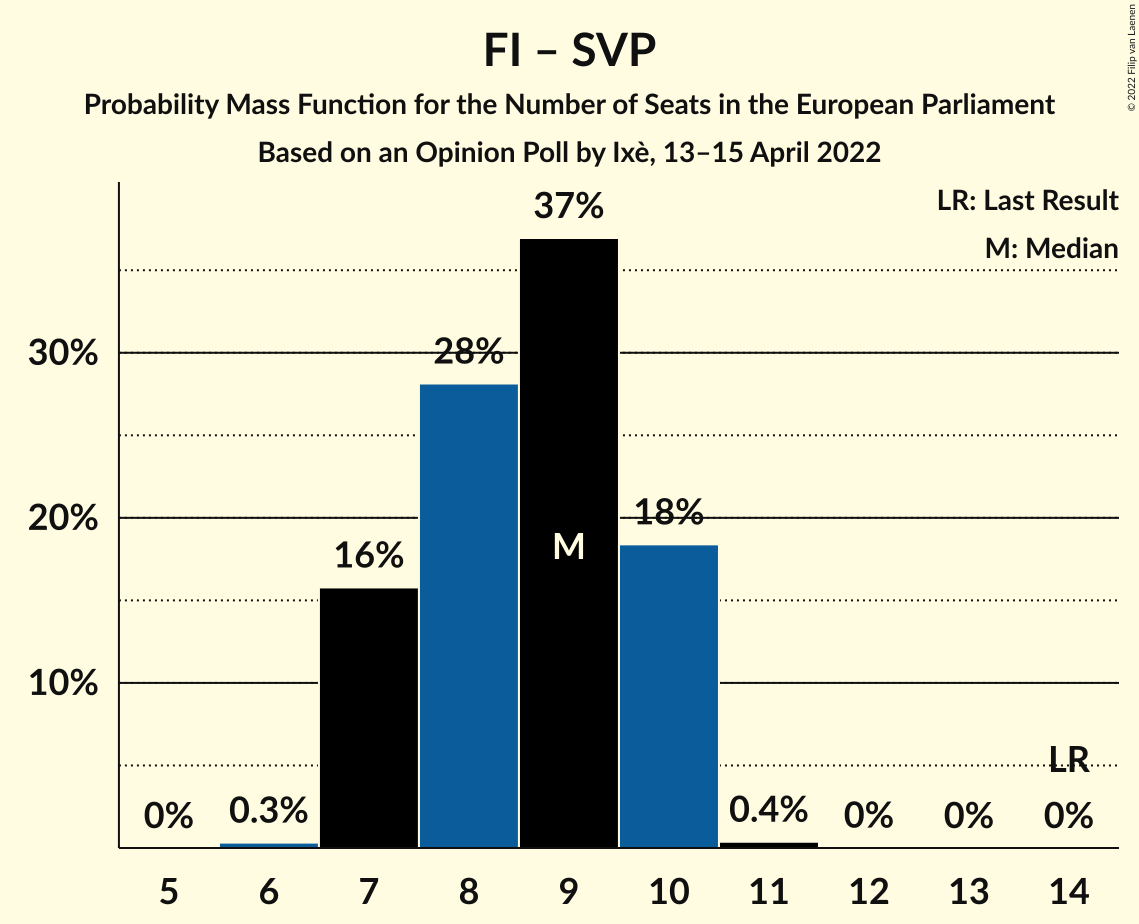 FI – SVP
Probability Mass Function for the Number of Seats in the European Parliament
Based on an Opinion Poll by Ixè, 13–15 April 2022
© 2022 Filip van Laenen
LR: Last Result
M: Median
37%
30%
28%
20%
18%
16%
M
10%
LR
0%
0.3%
0.4%
0%
0%
0%
5 6 7 8 9 10 11 12 13 14